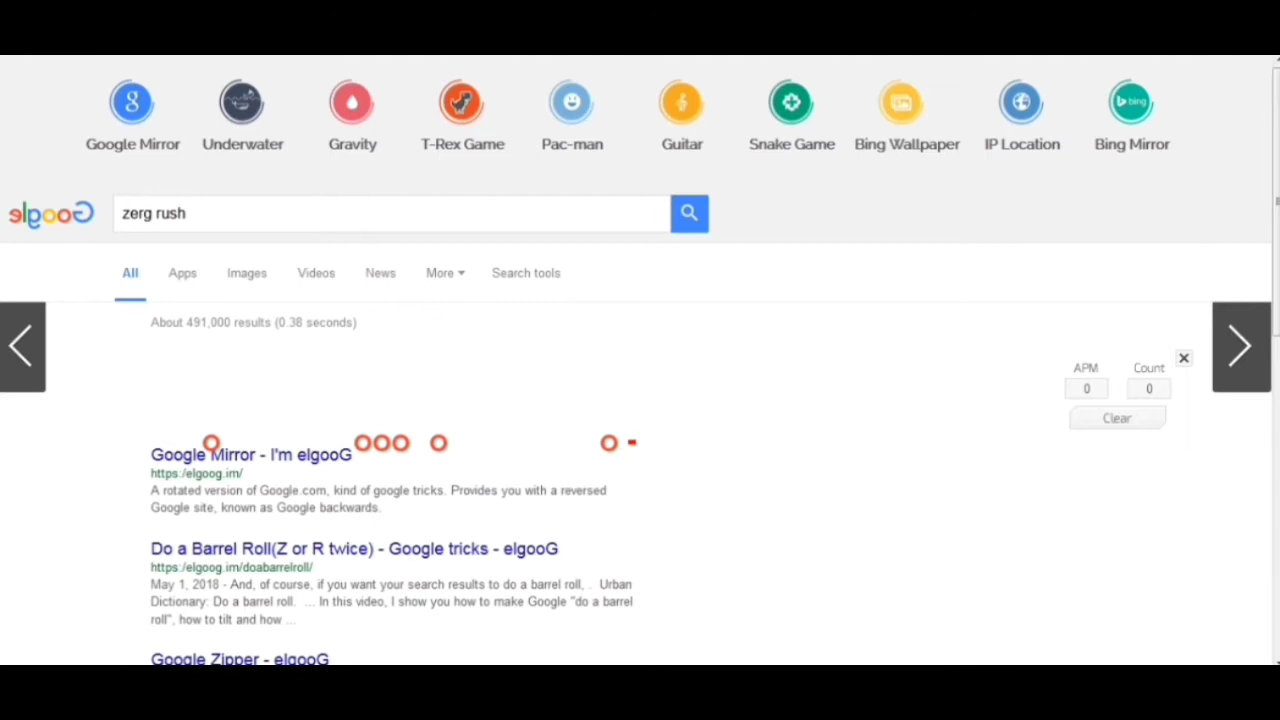 Google Mirror
Underwater
Gravity
T-Rex Game
Pac-man
Guitar
Snake Game
Bing Wallpaper
IP Location
Bing Mirror
Google
zerg rush
All
Apps
Images
Videos
News
More
Search tools
About 491,000 results (0.38 seconds)
APM
Count
0
0
Clear
Google Mirror - I'm elgooG
https:/elgoog.im/
A rotated version of Google.com, kind of google tricks. Provides you with a reversed
Google site, known as Google backwards.
Do a Barrel Roll(Z or R twice) - Google tricks - elgooG
https:/elgoog.im/doabarrelroll/
May 1, 2018 - And, of course, if you want your search results to do a barrel roll, . Urban
Dictionary: Do a barrel roll. ... In this video, I show you how to make Google "do a barrel
roll", how to tilt and how ...
Google Zipper - elgooG